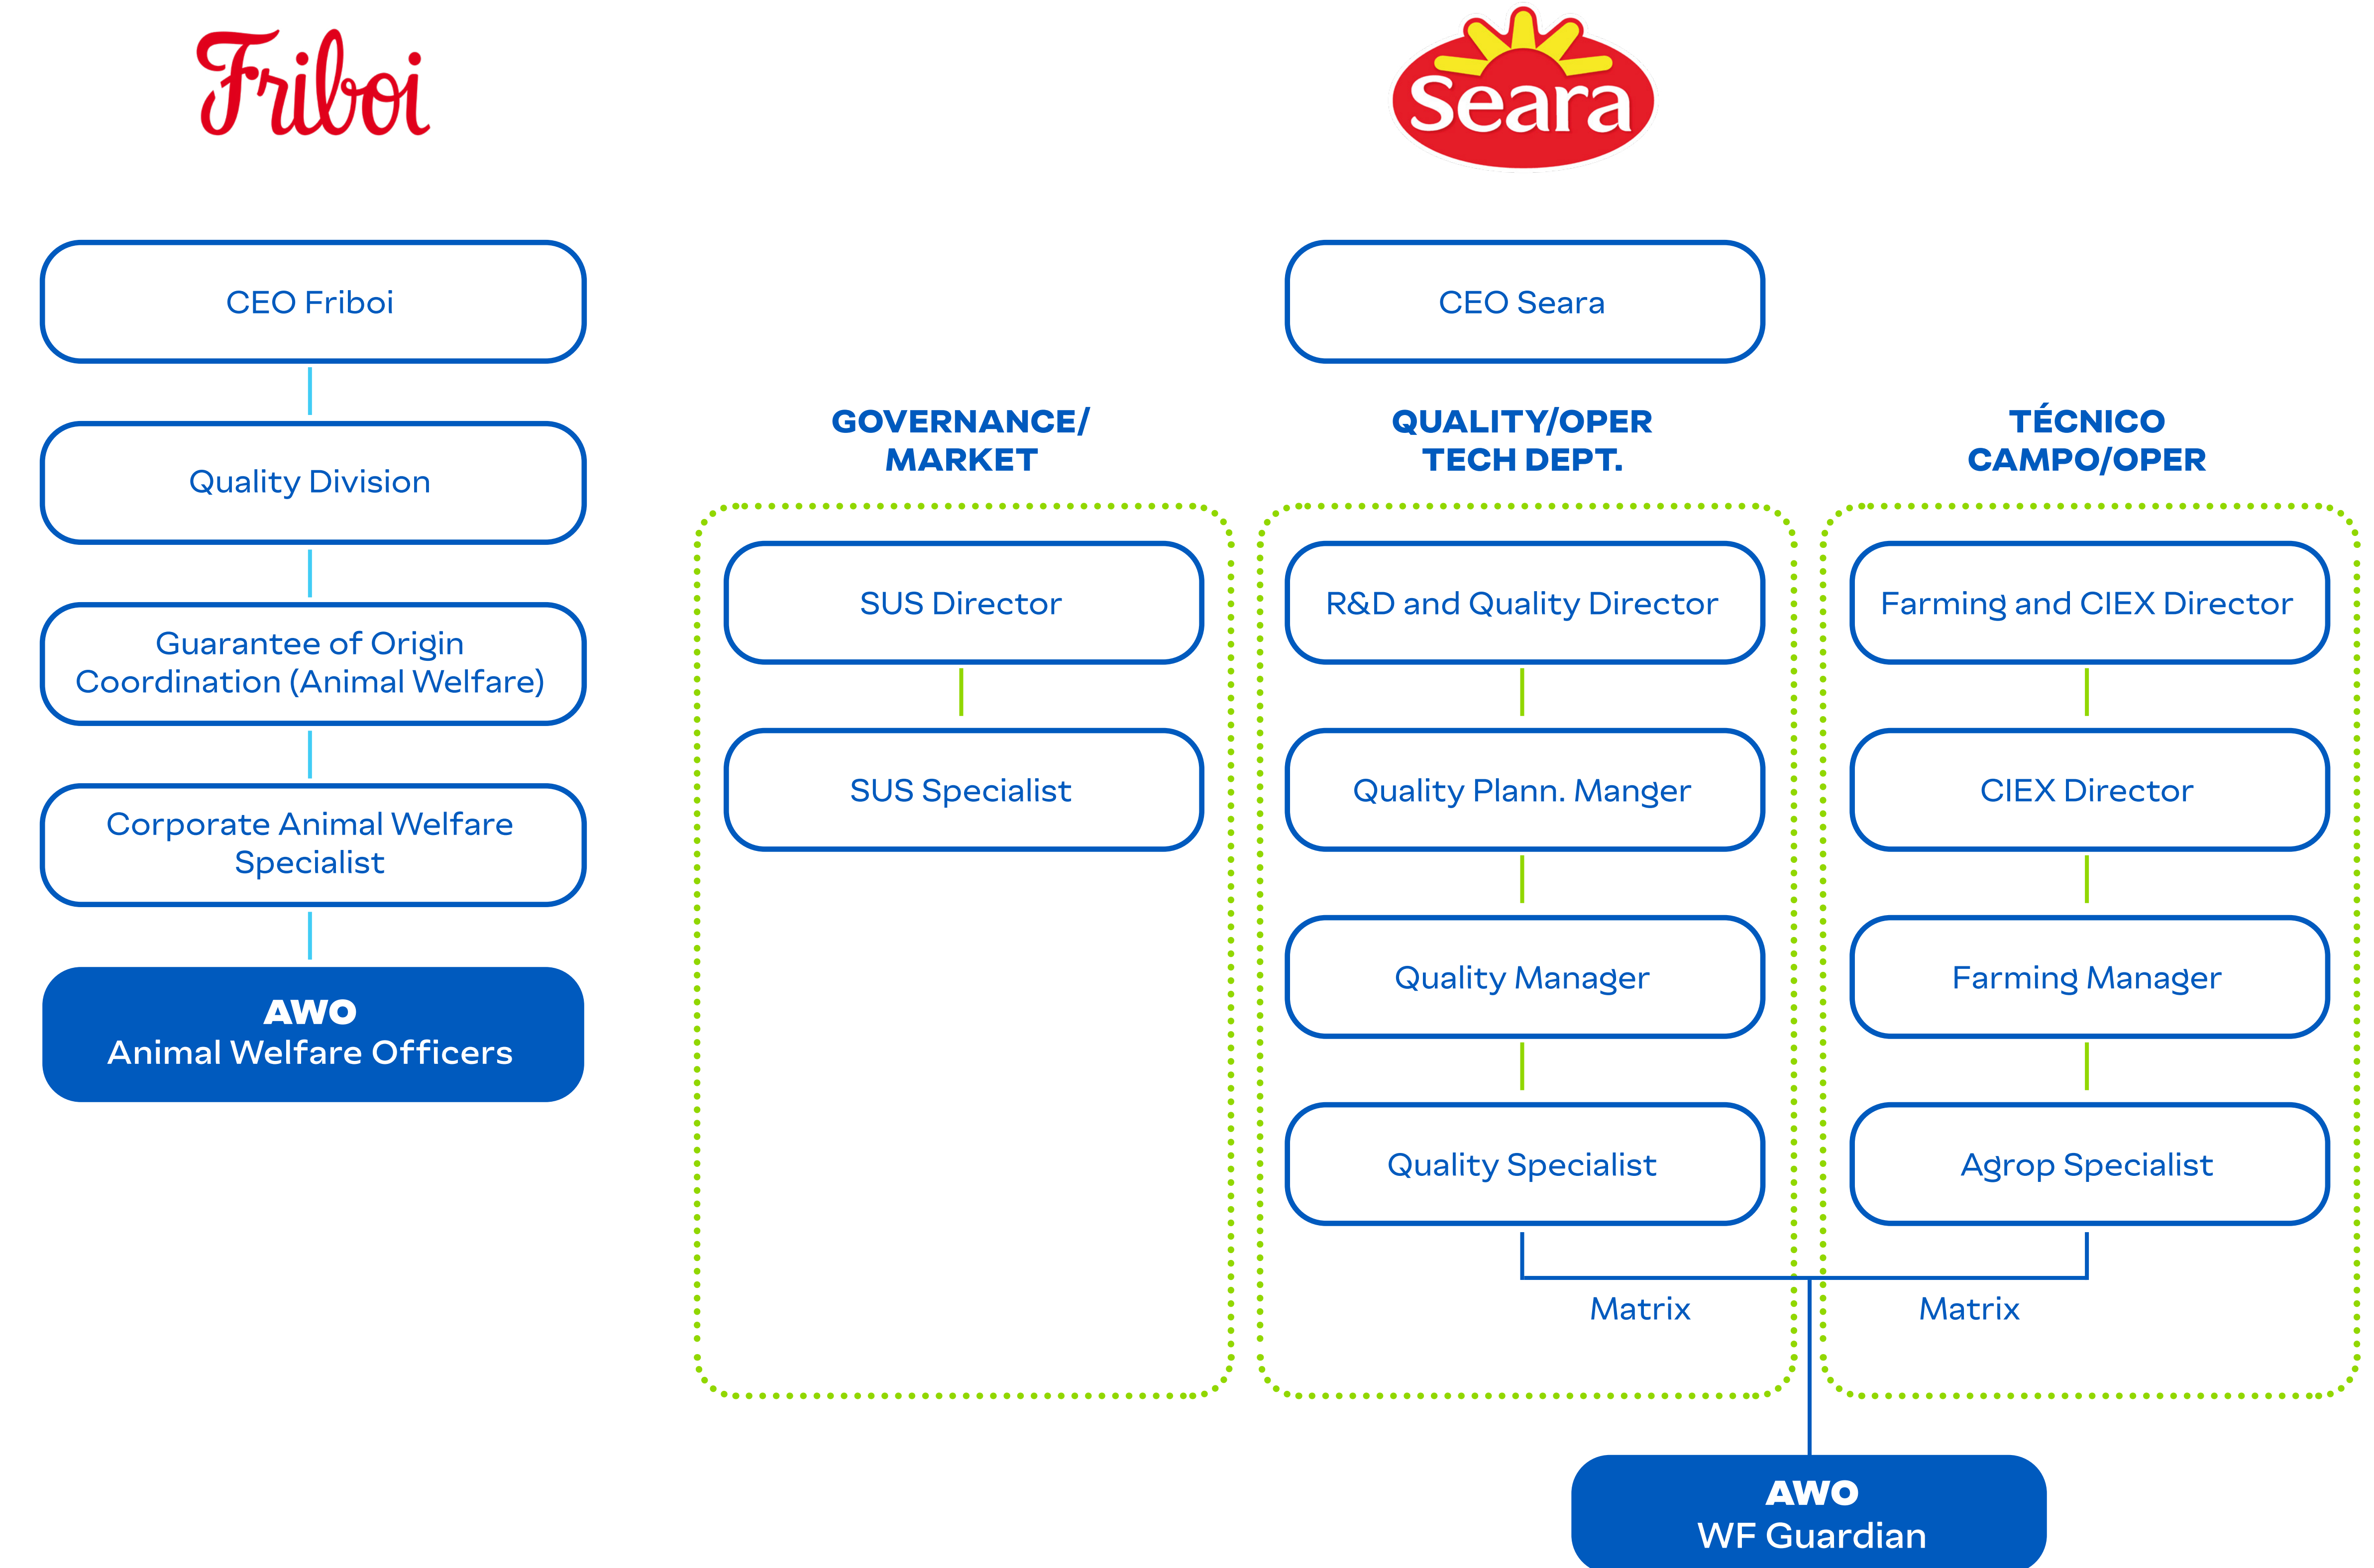 Friboi
CEO Friboi
Quality Division
Guarantee of Origin
Coordination (Animal Welfare)
Corporate Animal Welfare
Specialist
AWO
Animal Welfare Officers
Seara
CEO Seara
GOVERNANCE/
MARKET
SUS Director
SUS Specialist
QUALITY/OPER
TECH DEPT.
R&D and Quality Director
Quality Plann. Manger
Quality Manager
Quality Specialist
Matrix
TÉCNICO
CAMPO/OPER
Farming and CIEX Director
CIEX Director
Farming Manager
Agrop Specialist
Matrix
AWO
WF Guardian